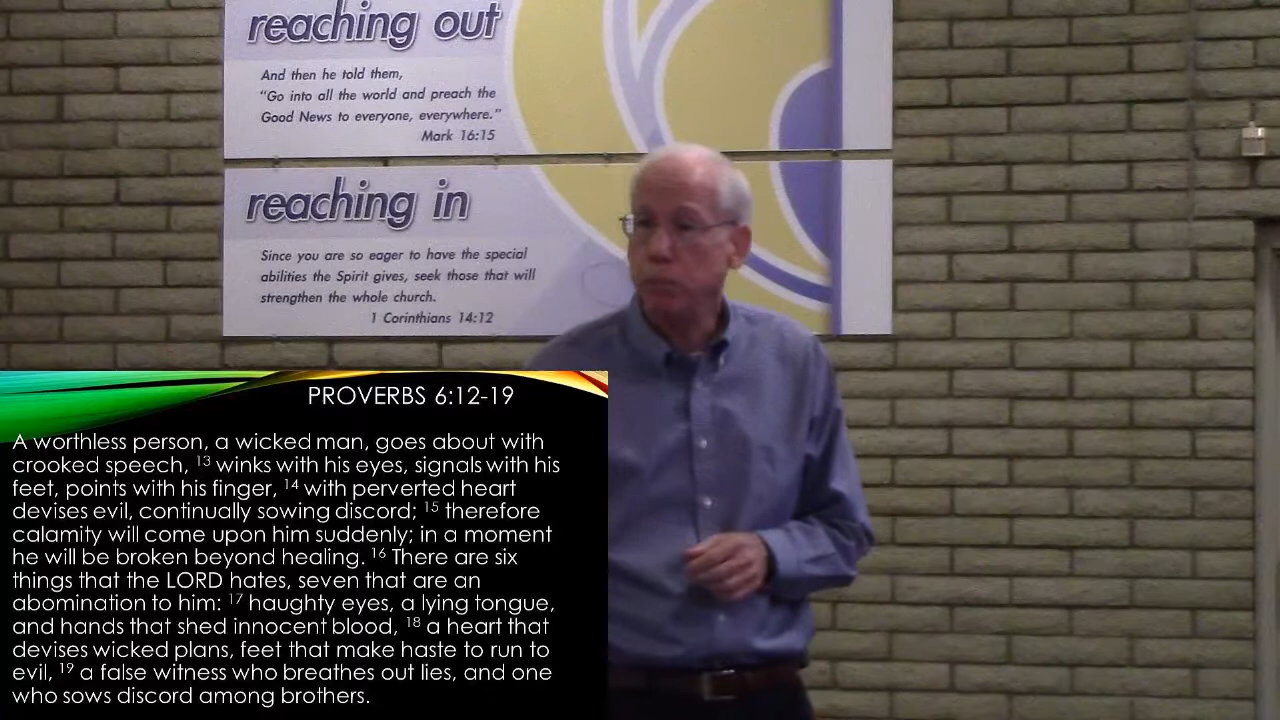 reaching out
And then he told them,
“Go into all the world and preach the
Good News to everyone, everywhere.”
Mark 16:15
reaching in
Since you are so eager to have the special
abilities the Spirit gives, seek those that will
strengthen the whole church.
1 Corinthians 14:12
PROVERBS 6:12-19
A worthless person, a wicked man, goes about with
crooked speech, 13 winks with his eyes, signals with his
feet, points with his finger, 14 with perverted heart
devises evil, continually sowing discord; 15 therefore
calamity will come upon him suddenly; in a moment
he will be broken beyond healing. 16 There are six
things that the LORD hates, seven that are an
abomination to him: 17 haughty eyes, a lying tongue,
and hands that shed innocent blood, 18 a heart that
devises wicked plans, feet that make haste to run to
evil, 19 a false witness who breathes out lies, and one
who sows discord among brothers.